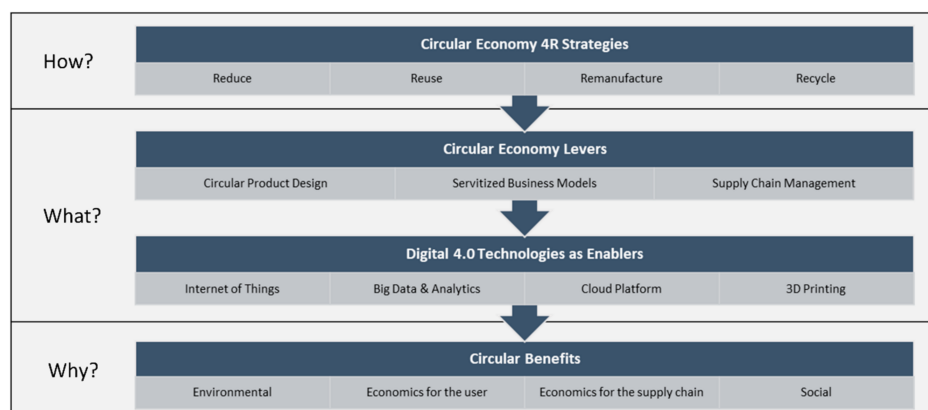 How?
Circular Economy 4R Strategies
Reduce Reuse Remanufacture Recycle
What?
Circular Economy Levers
Circular Product Design Servitized Business Models Supply Chain Management
Digital 4.0 Technologies as Enablers
Internet of Things Big Data & Analytics Cloud Platform 3D Printing
Why?
Circular Benefits
Environmental Economics for the user Economics for the supply chain Social